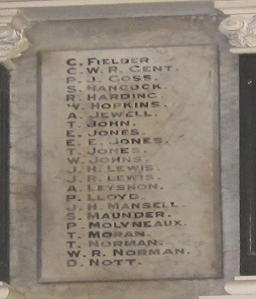 C. FIELDER
C. W. R. GENT.
P. J. GOSS.
S. HANCOCK.
R. HARDING
W. HOPKINS.
A. JEWELL.
T. JOHN.
E. JONES.
E. E. JONES.
T. JONES.
W. JOHNS.
J. H. LEWIS.
J. R. LEWIS.
A. LEYSHON.
P. LLOYD.
J. H. MANSELL.
S. MAUNDER.
P. MOLYNEAUX.
T. MORAN.
T. NORMAN.
W. R. NORMAN.
D. NOTT.